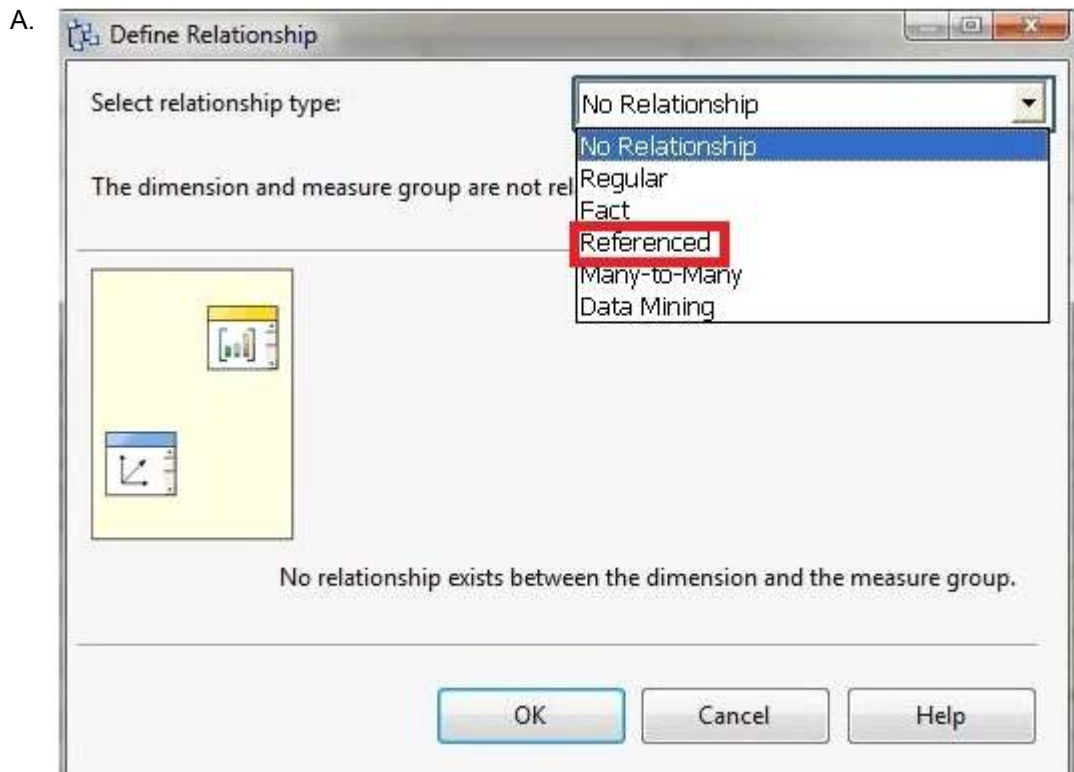 A.
Define Relationship
Select relationship type:
No Relationship
No Relationship
Regular
The dimension and measure group are not rel
Fact
Referenced
Many-to-Many
Data Mining
No relationship exists between the dimension and the measure group.
OK
Cancel
Help